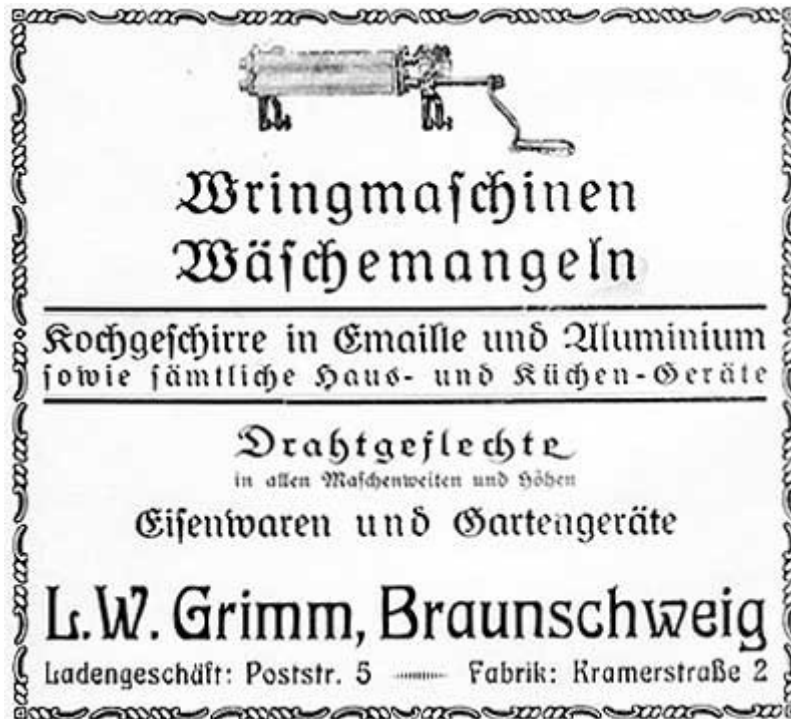 Wringmaſchinen
Wäſchemangeln
Kochgeſchirre in Emaille und Aluminium
ſowie ſämtliche Haus- und Küchen-Geräte
Drahtgeflechte
in allen Maſchenweiten und Höhen
Eiſenwaren und Gartengeräte
L.W. Grimm, Braunschweig
Ladengeschäft: Poststr. 5 Fabrik: Kramerstraße 2